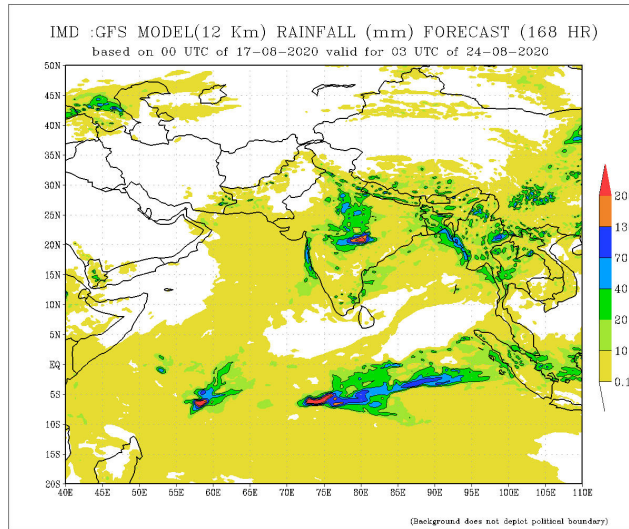 IMD :GFS MODEL(12 Km) RAINFALL (mm) FORECAST (168 HR)
based on 00 UTC of 17-08-2020 valid for 03 UTC of 24-08-2020
50N
45N
40N
35N
30N
25N
20N
15N
10N
5N
EQ
5S
10S
15S
20S
40E 45E 50E 55E 60E 65E 70E 75E 80E 85E 90E 95E 100E 105E 110E
20
13
70
40
20
10
0.1
(Background does not depict political boundary)